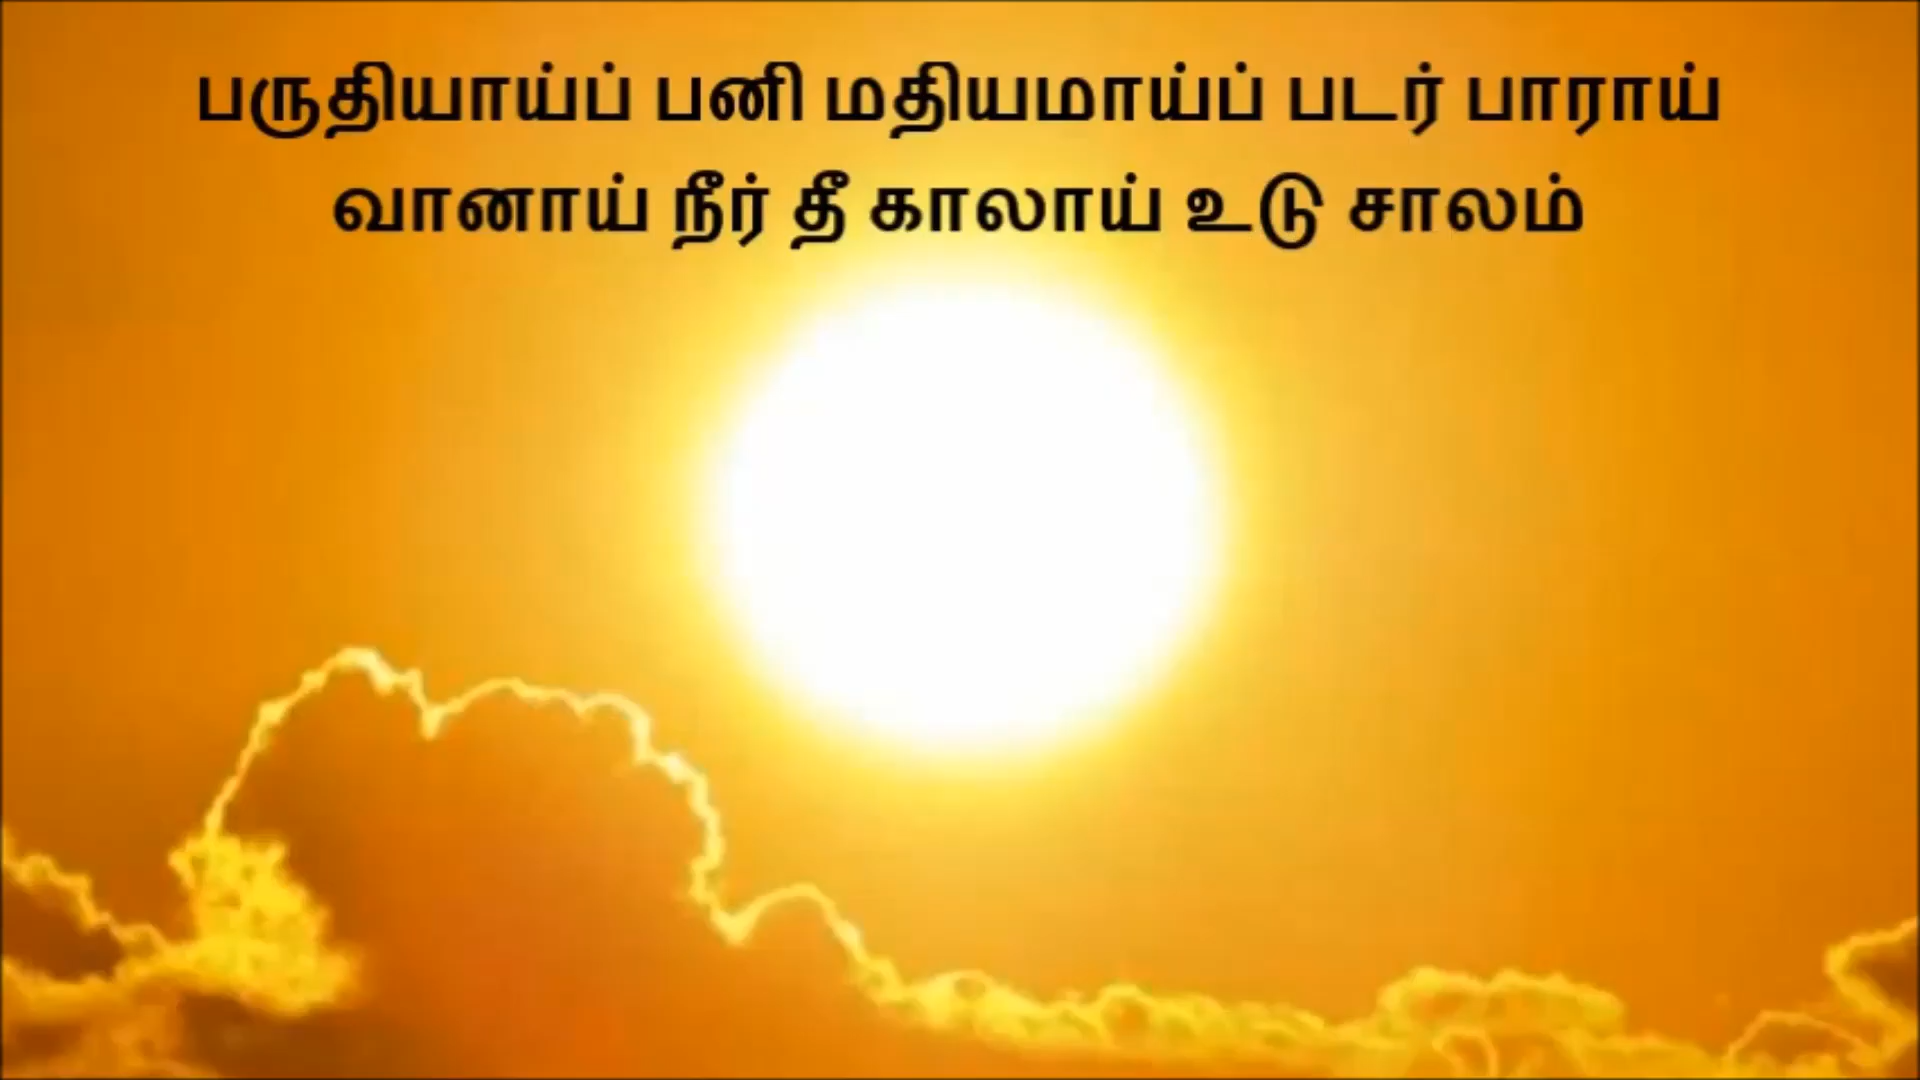 பருதியாய்ப் பனி மதியமாய்ப் படர் பாராய்
வானாய் நீர் தீ காலாய் உடு சாலம்